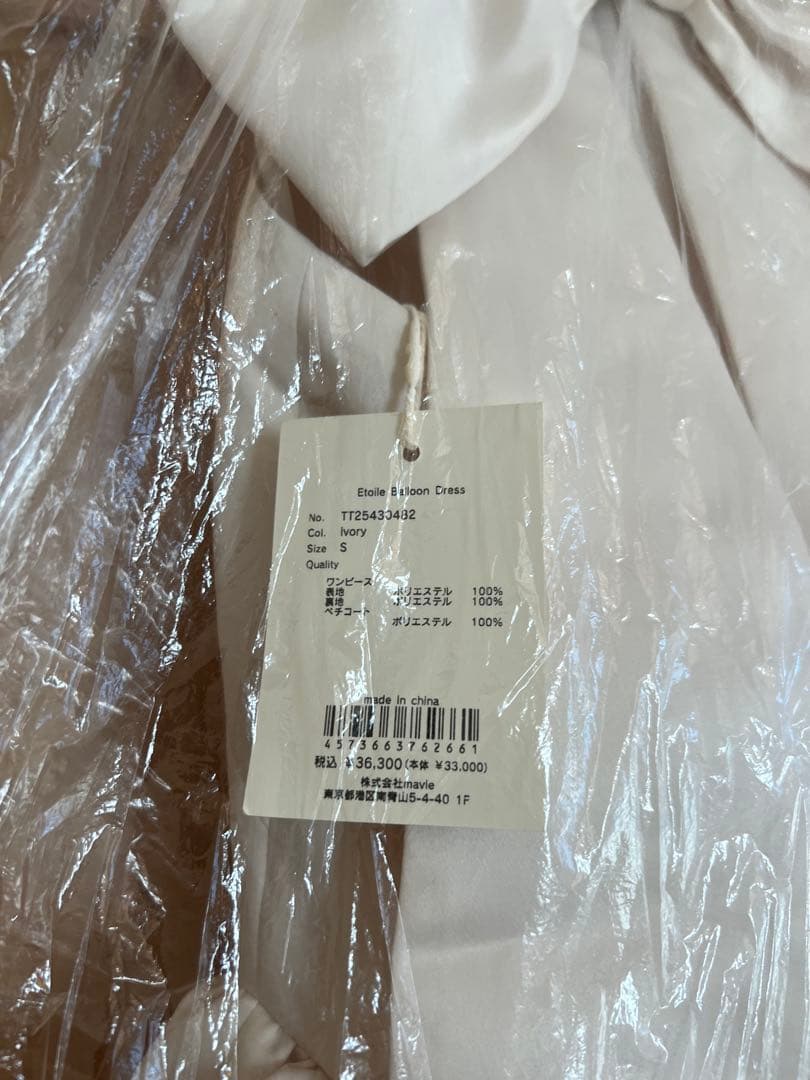 Etoile Balloon Dress
No. TT25430482
Col. Ivory
Size S
Quality
ワンピース
表地 ポリエステル 100%
裏地 ポリエステル 100%
ペチコート
ポリエステル 100%
made in china
4573663762661
税込 ¥36,300(本体 ¥33,000)
株式会社mavie
東京都港区南青山5-4-40 1F